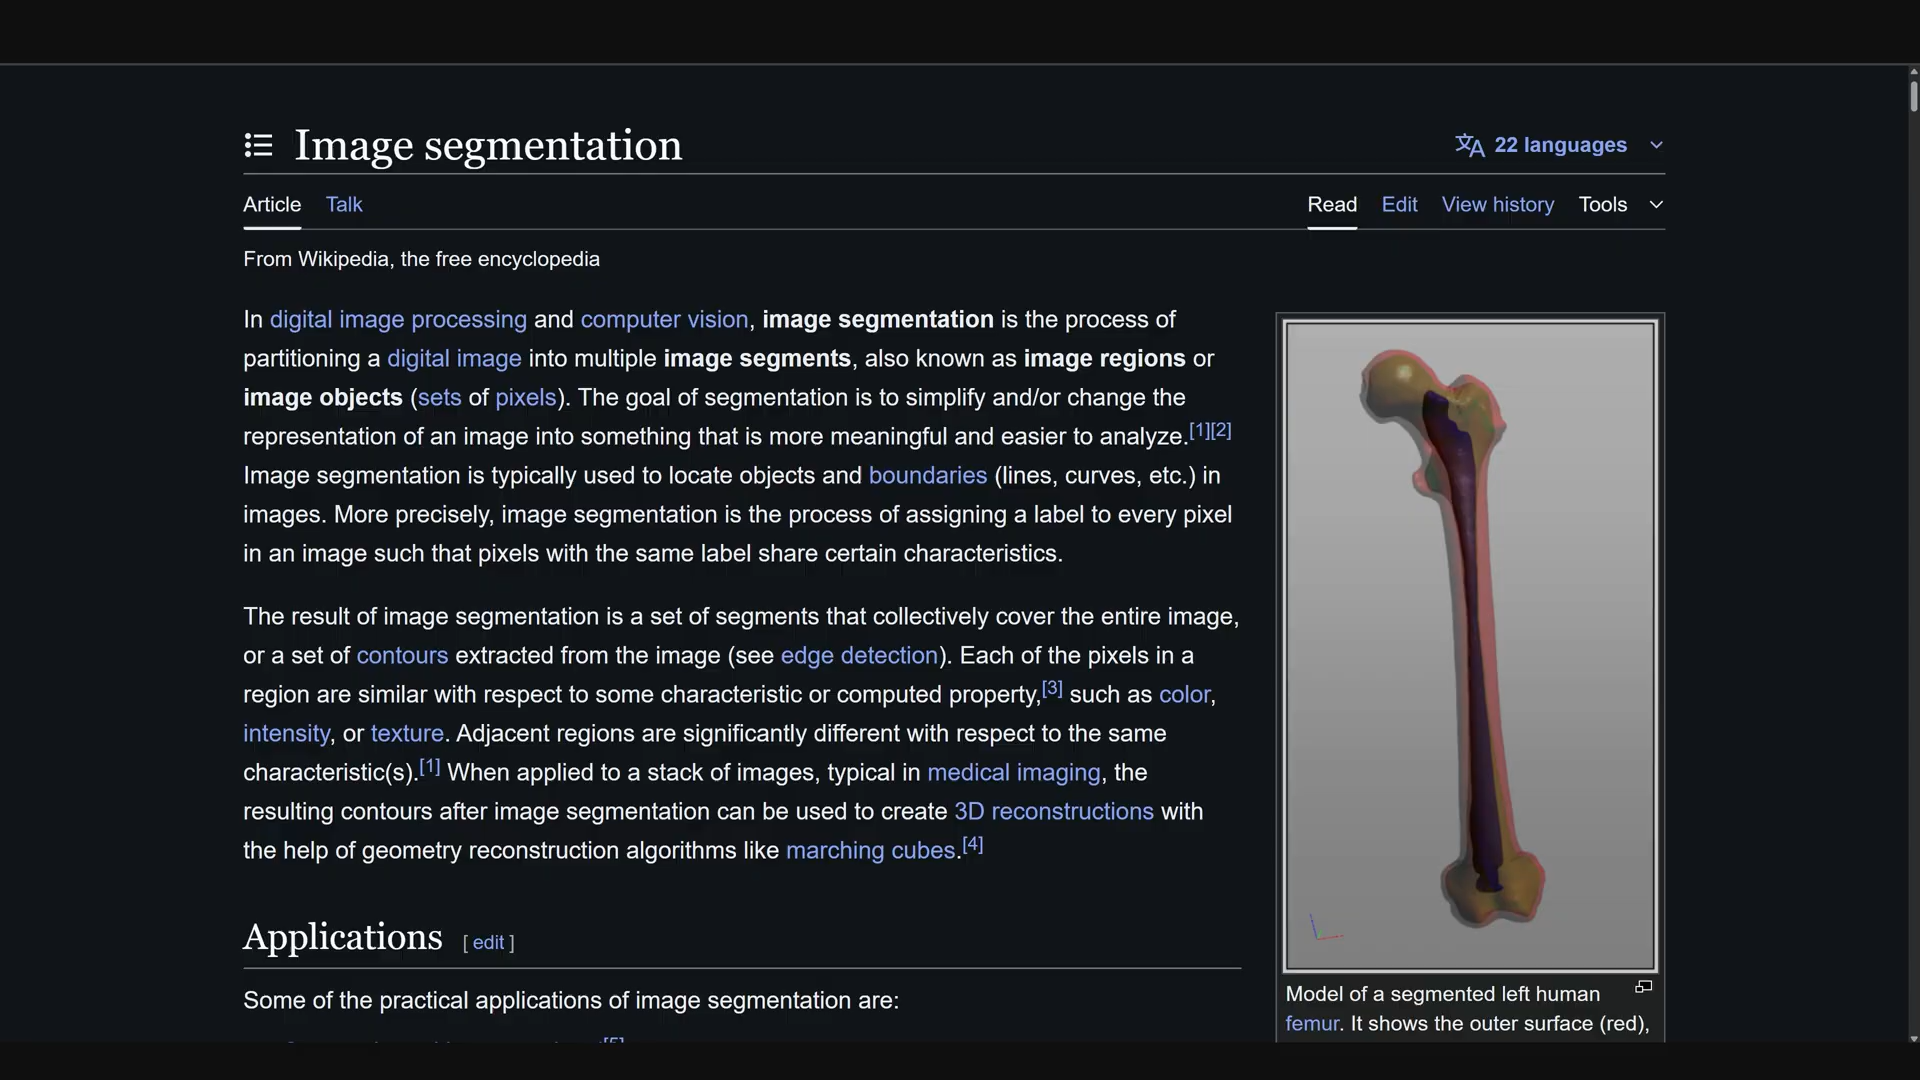 Image segmentation
22 languages
Article Talk
Read Edit View history Tools
From Wikipedia, the free encyclopedia
In digital image processing and computer vision, image segmentation is the process of
partitioning a digital image into multiple image segments, also known as image regions or
image objects (sets of pixels). The goal of segmentation is to simplify and/or change the
representation of an image into something that is more meaningful and easier to analyze.[1][2]
Image segmentation is typically used to locate objects and boundaries (lines, curves, etc.) in
images. More precisely, image segmentation is the process of assigning a label to every pixel
in an image such that pixels with the same label share certain characteristics.
The result of image segmentation is a set of segments that collectively cover the entire image,
or a set of contours extracted from the image (see edge detection). Each of the pixels in a
region are similar with respect to some characteristic or computed property,[3] such as color,
intensity, or texture. Adjacent regions are significantly different with respect to the same
characteristic(s).[1] When applied to a stack of images, typical in medical imaging, the
resulting contours after image segmentation can be used to create 3D reconstructions with
the help of geometry reconstruction algorithms like marching cubes.[4]
Applications [ edit ]
Some of the practical applications of image segmentation are:
[5]
Model of a segmented left human
femur. It shows the outer surface (red),